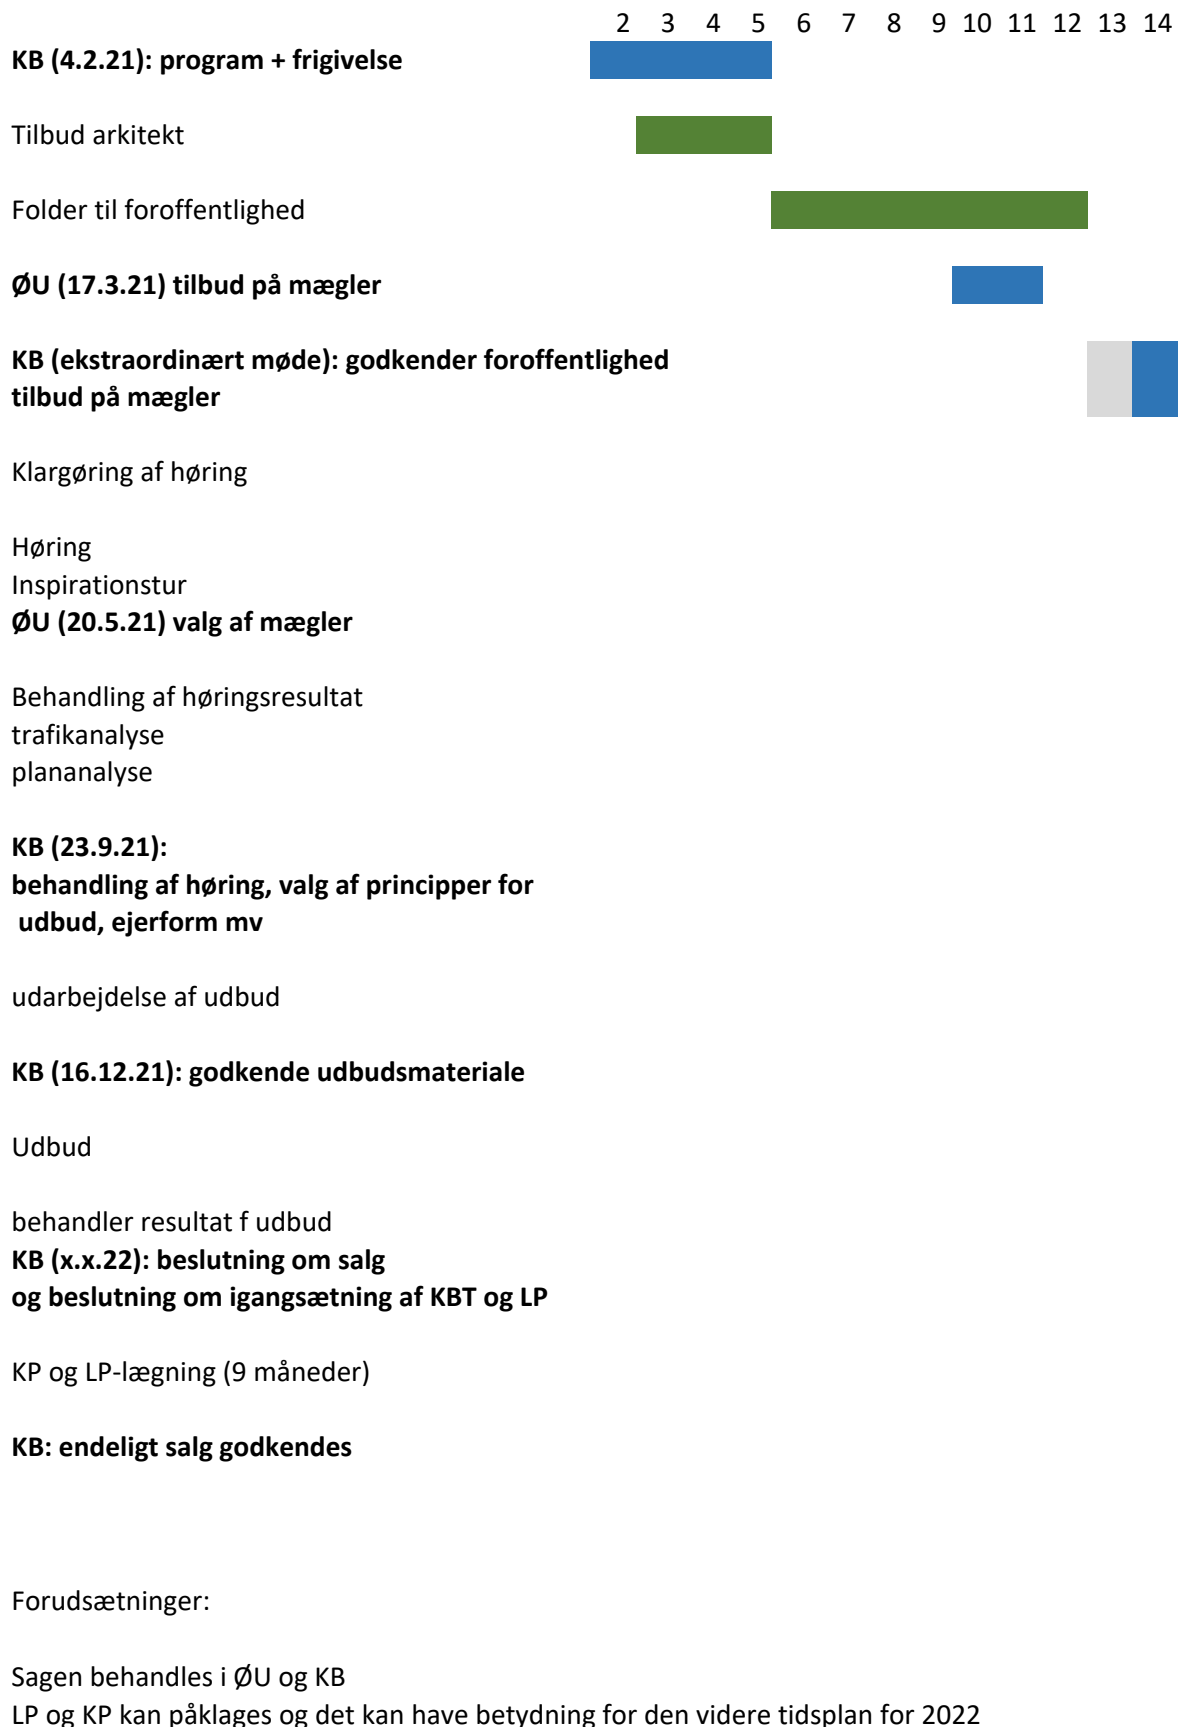 2 3 4 5 6 7 8 9 10 11 12 13 14
KB (4.2.21): program + frigivelse
Tilbud arkitekt
Folder til foroffentlighed
ØU (17.3.21) tilbud på mægler
KB (ekstraordinært møde): godkender foroffentlighed
tilbud på mægler
Klargøring af høring
Høring
Inspirationstur
ØU (20.5.21) valg af mægler
Behandling af høringsresultat
trafikanalyse
plananalyse
KB (23.9.21):
behandling af høring, valg af principper for
udbud, ejerform mv
udarbejdelse af udbud
KB (16.12.21): godkende udbudsmateriale
Udbud
behandler resultat f udbud
KB (x.x.22): beslutning om salg
og beslutning om igangsætning af KBT og LP
KP og LP-lægning (9 måneder)
KB: endeligt salg godkendes
Forudsætninger:
Sagen behandles i ØU og KB
LP og KP kan påklages og det kan have betydning for den videre tidsplan for 2022